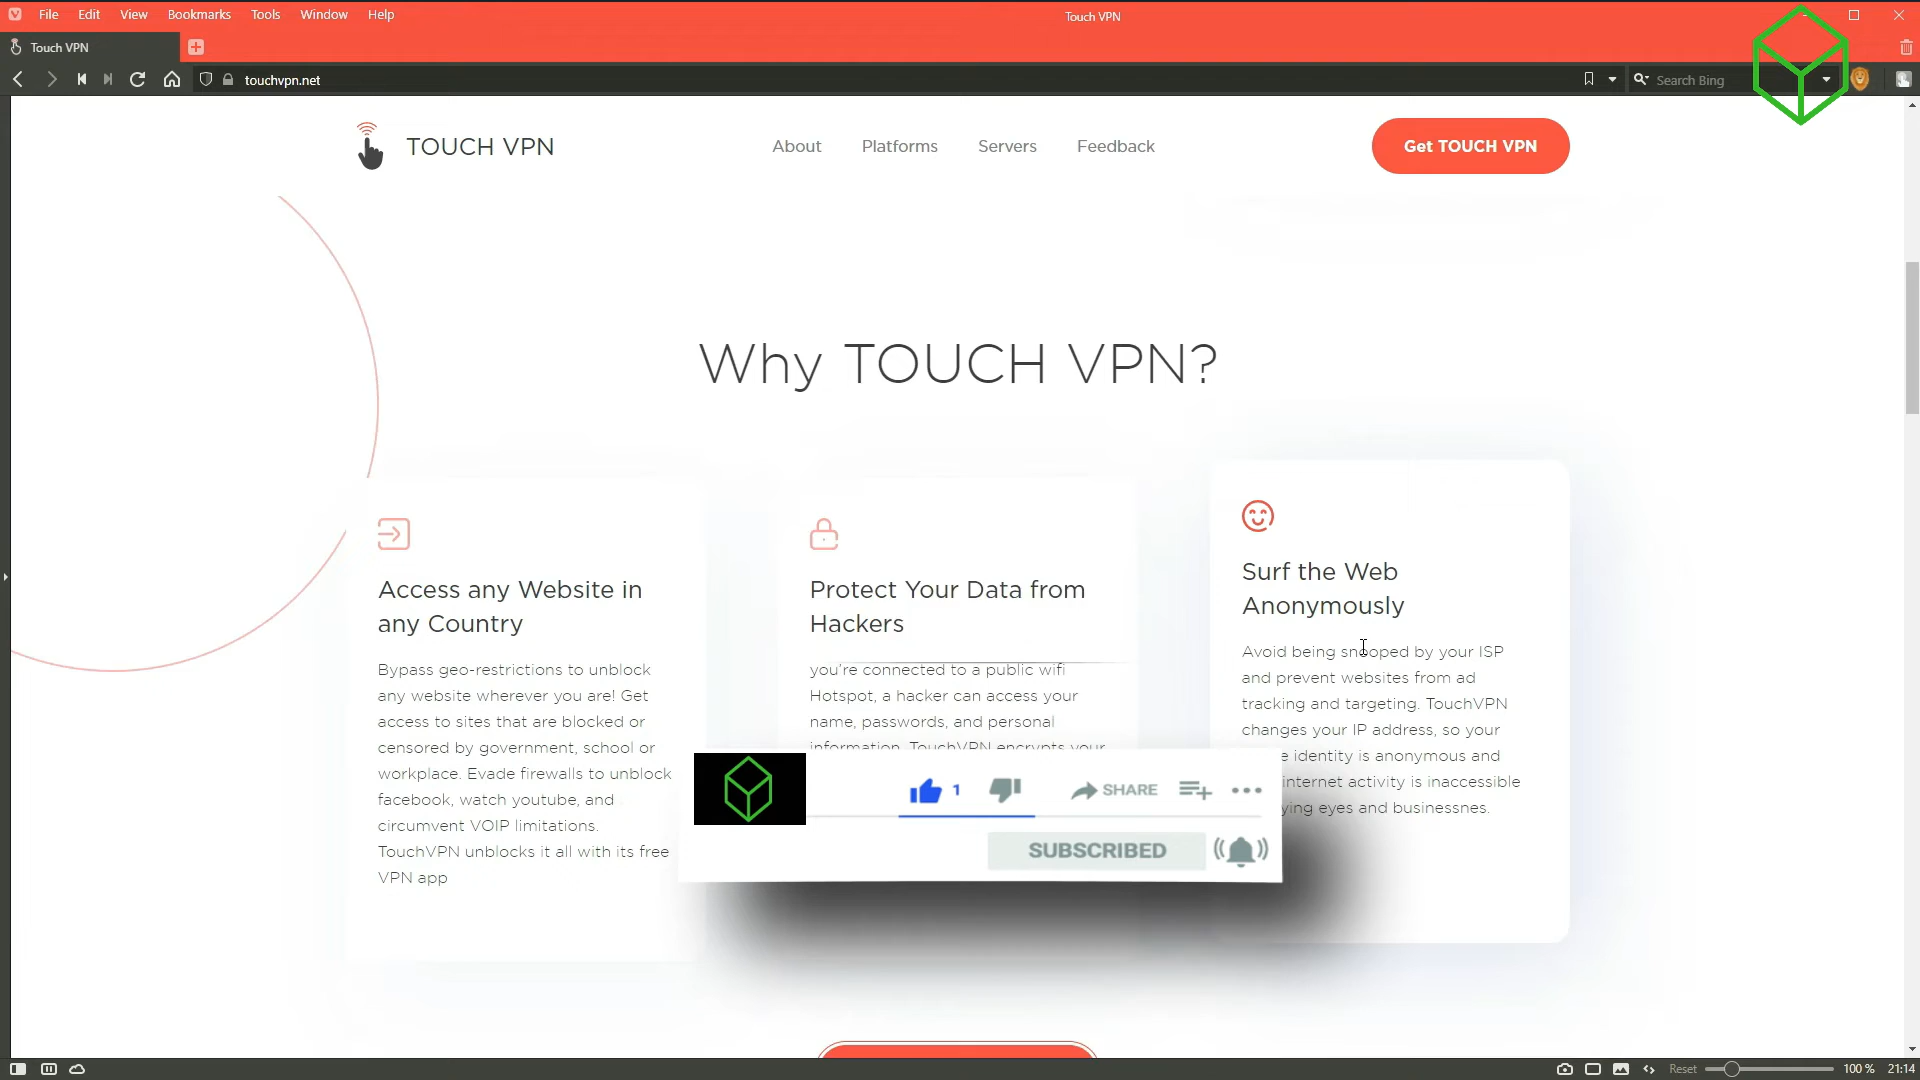 File Edit View Bookmarks Tools Window Help
Touch VPN
Touch VPN
touchvpn.net
Search Bing
TOUCH VPN
About Platforms Servers Feedback
Get TOUCH VPN
Why TOUCH VPN?
Access any Website in
any Country
Bypass geo-restrictions to unblock
any website wherever you are! Get
access to sites that are blocked or
censored by government, school or
workplace. Evade firewalls to unblock
facebook, watch youtube, and
circumvent VOIP limitations.
TouchVPN unblocks it all with its free
VPN app
Protect Your Data from
Hackers
you're connected to a public wifi
Hotspot, a hacker can access your
name, passwords, and personal
information. TouchVPN encrypts your
Surf the Web
Anonymously
Avoid being snooped by your ISP
and prevent websites from ad
tracking and targeting. TouchVPN
changes your IP address, so your
identity is anonymous and
internet activity is inaccessible
eyes and businessnes.
1 SHARE
SUBSCRIBED
Reset 100 % 21:14